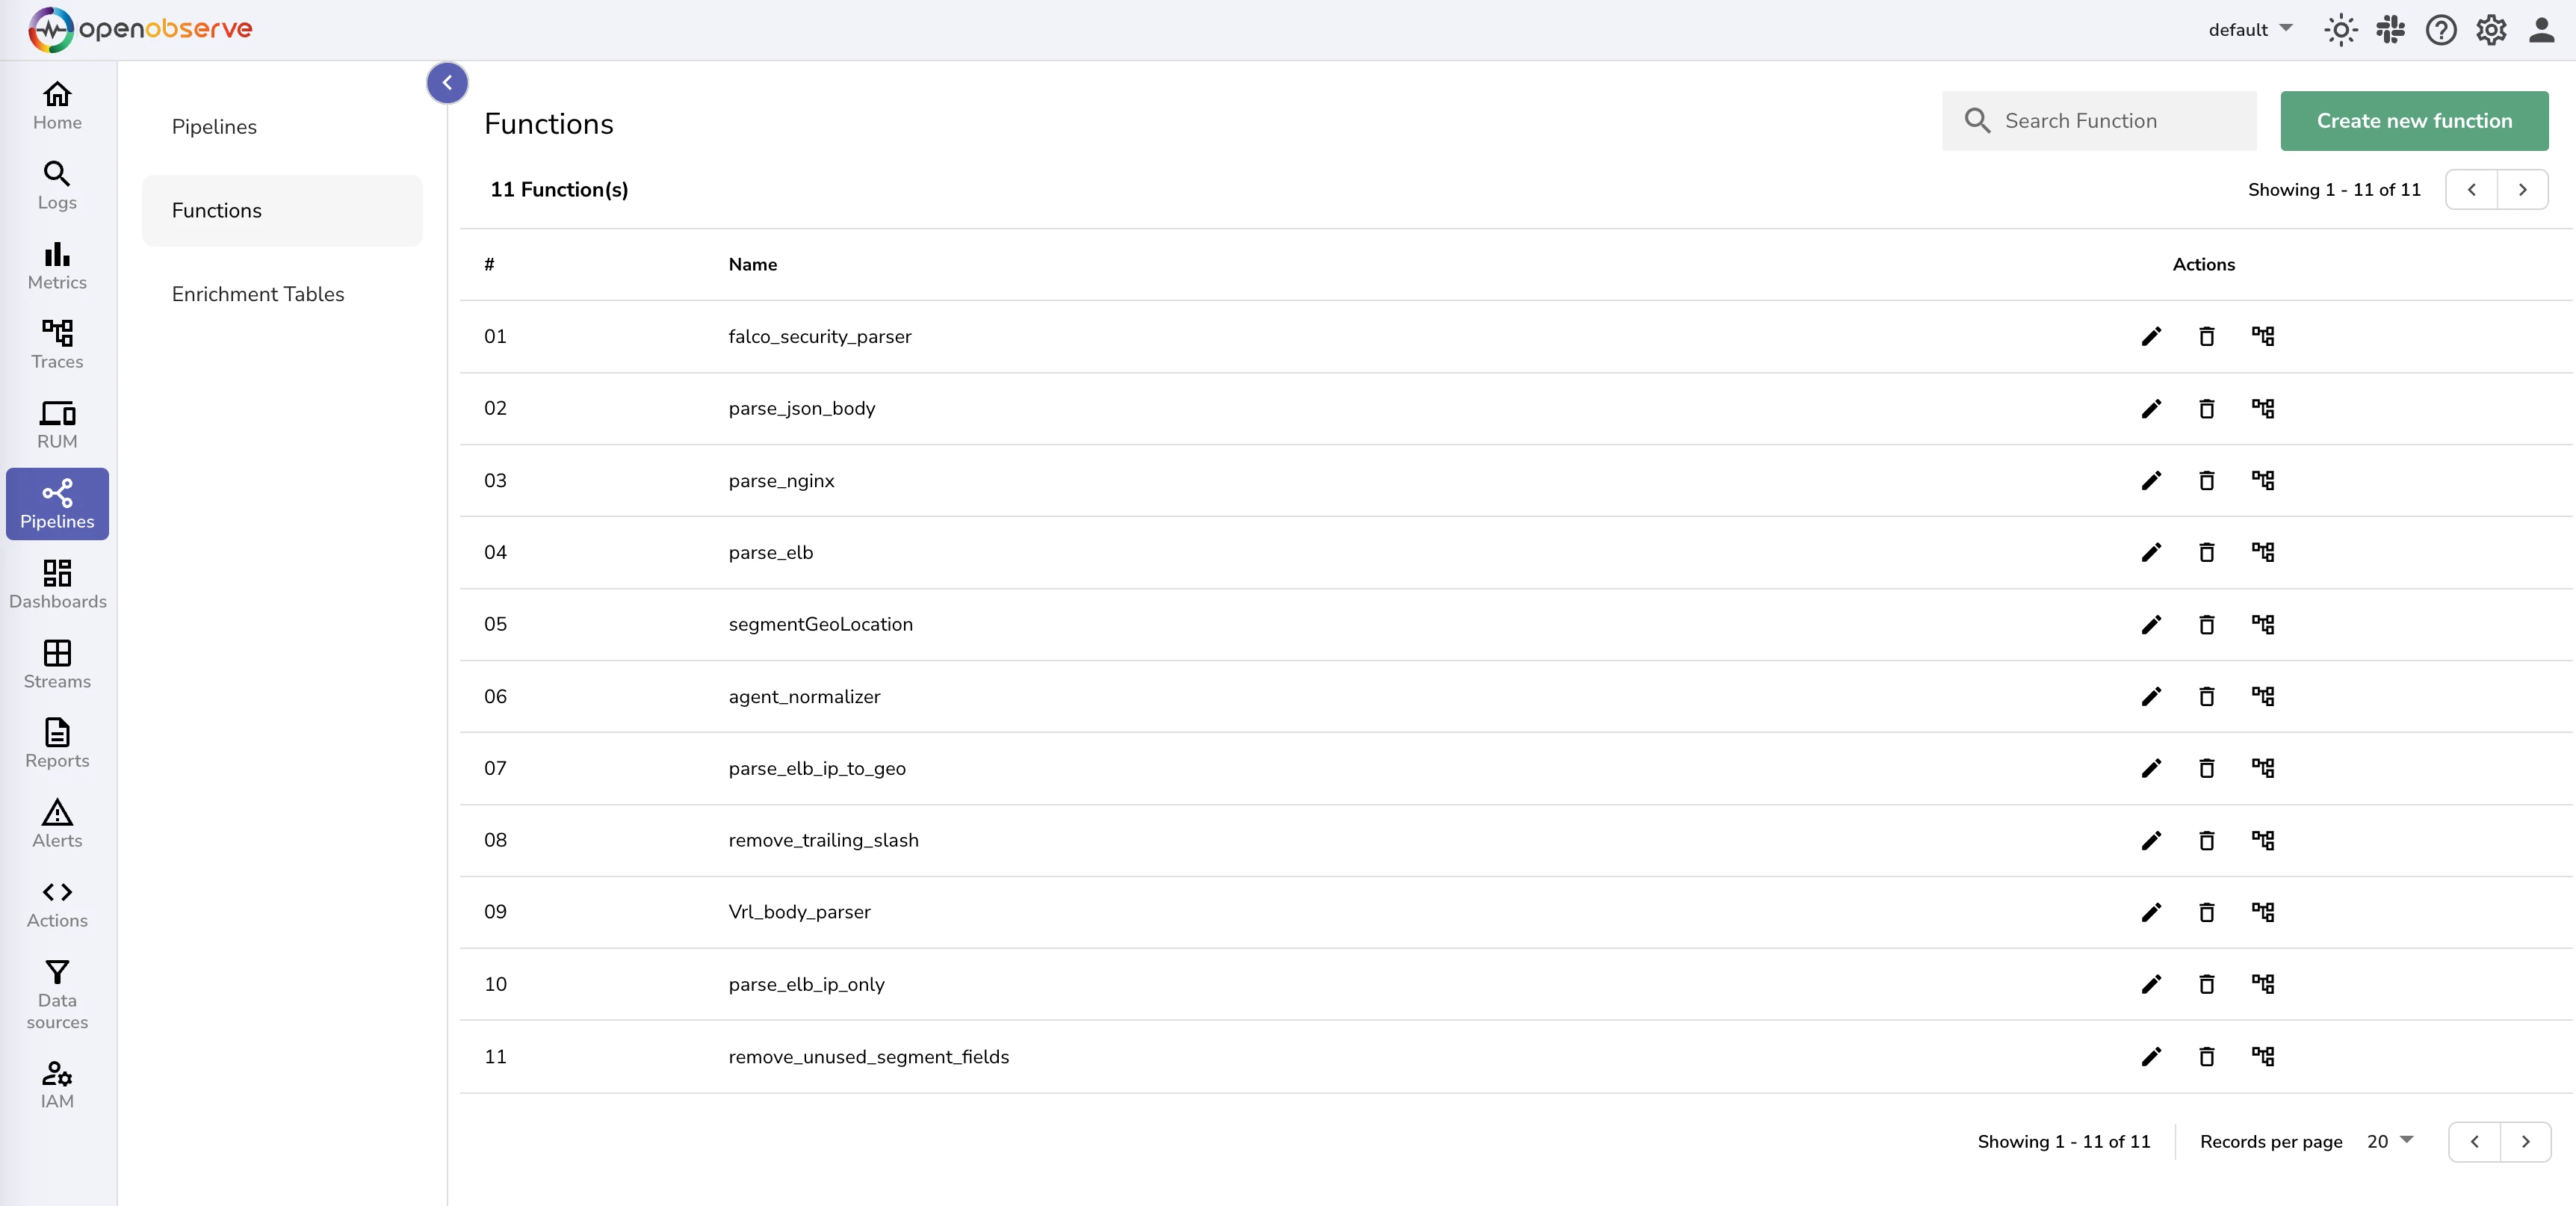 openobserve
default
Home
Logs
Metrics
Traces
RUM
Pipelines
Dashboards
Streams
Reports
Alerts
Actions
Data
sources
IAM
Pipelines
Functions
Enrichment Tables
Functions
Search Function
Create new function
11 Function(s)
Showing 1 - 11 of 11
# Name Actions
01 falco_security_parser
02 parse_json_body
03 parse_nginx
04 parse_elb
05 segmentGeoLocation
06 agent_normalizer
07 parse_elb_ip_to_geo
08 remove_trailing_slash
09 Vrl_body_parser
10 parse_elb_ip_only
11 remove_unused_segment_fields
Showing 1 - 11 of 11 Records per page 20